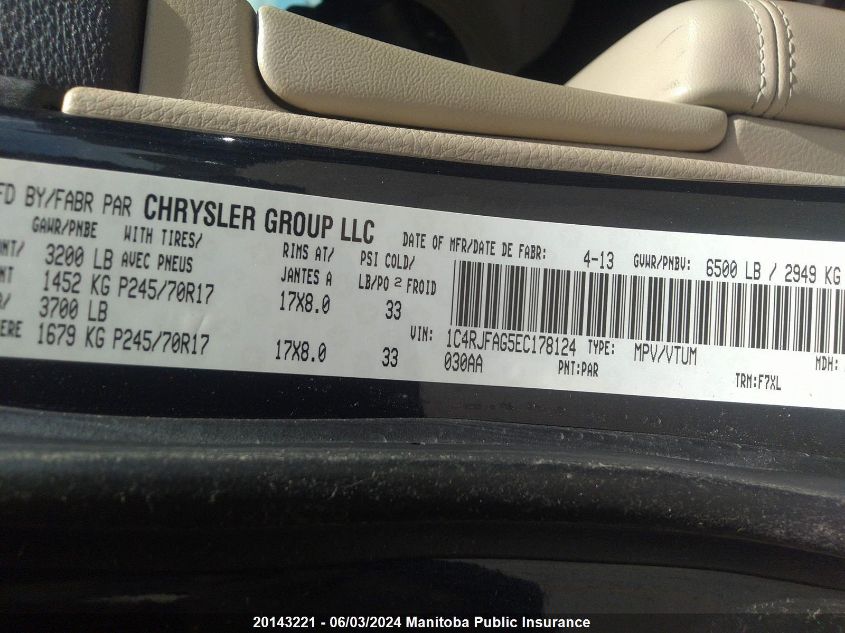 FD BY/FABR PAR CHRYSLER GROUP LLC DATE OF MFR/DATE DE FABR: 4-13 GVWR/PNBV: 6500 LB / 2949 KG
GAWR/PNBE WITH TIRES/ RIMS AT/ PSI COLD/
3200 LB AVEC PNEUS JANTES A LB/PO 2 FROID
1452 KG P245/70R17 17X8.0 33
3700 LB
1679 KG P245/70R17 17X8.0 33
VIN: 1C4RJFAG5EC178124 TYPE: MPV/VTUM MDH:
030AA PNT:PAR TRM:F7XL
20143221 - 06/03/2024 Manitoba Public Insurance